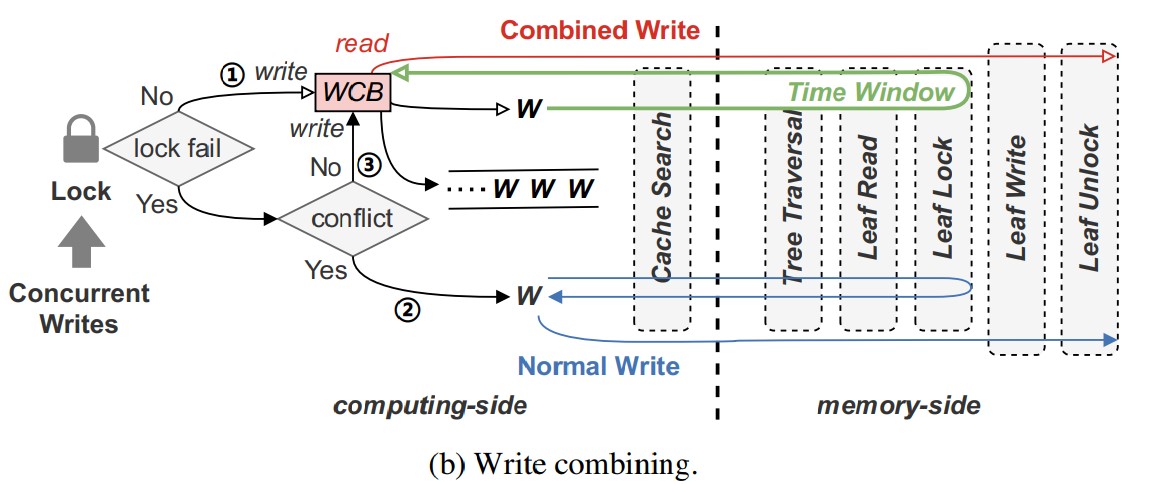 Combined Write
read
① write
No
WCB
Time Window
W
lock fail
write
No ③
Lock
Yes
····· W W W
conflict
Concurrent
Writes
Yes
②
W
Cache Search
Tree Traversal
Leaf Read
Leaf Lock
Leaf Write
Leaf Unlock
Normal Write
computing-side
memory-side
(b) Write combining.